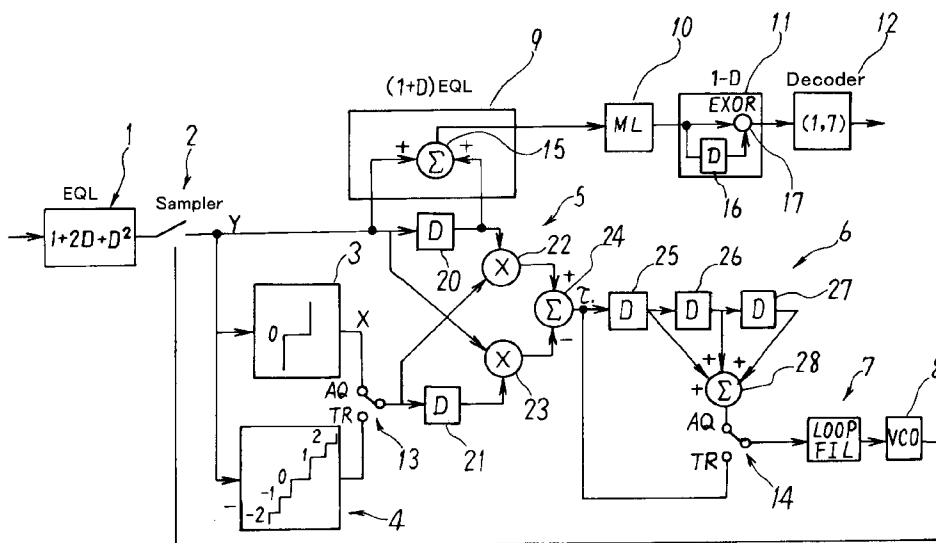 10
11
12
9
(1+D) EQL
1-D
Decoder
EXOR
ML
(1,7)
+
Σ
+
15
D
16
17
1
2
EQL
Sampler
1+2D+D²
Y
5
D
20
X
22
24
+
Σ
-
τ.
25
26
6
27
D
D
D
3
0
X
AQ
TR
13
D
21
X
23
+
+
+
+
Σ
28
AQ
TR
14
7
8
LOOP
FIL
VCO
2
1
0
-1
-2
-
4